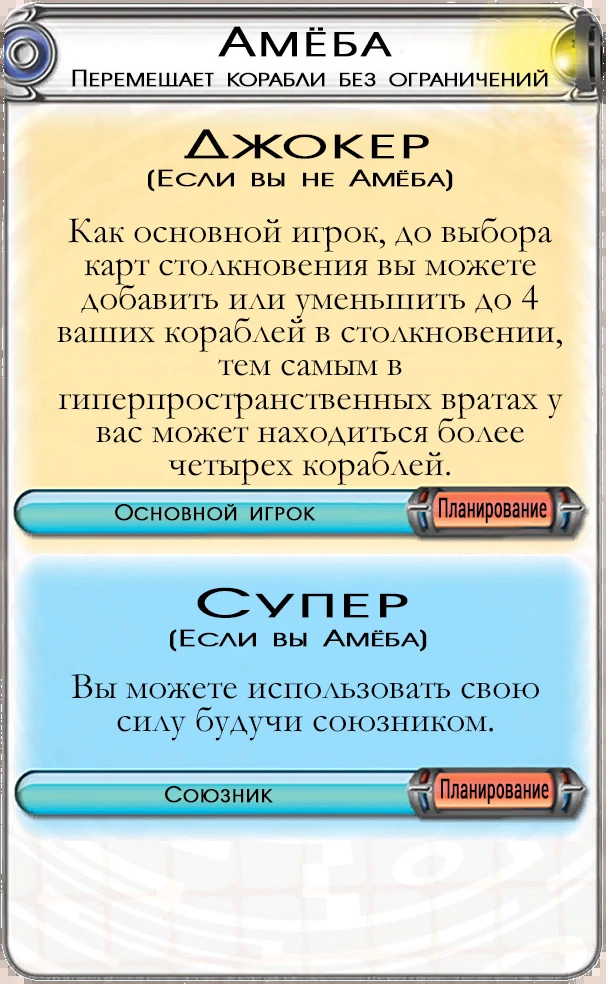 Амёба
Перемещает корабли без ограничений
Джокер
(Если вы не Амёба)
Как основной игрок, до выбора
карт столкновения вы можете
добавить или уменьшить до 4
ваших кораблей в столкновении,
тем самым в
гиперпространственных вратах у
вас может находиться более
четырех кораблей.
Основной игрок
Планирование
Супер
(Если вы Амёба)
Вы можете использовать свою
силу будучи союзником.
Союзник
Планирование